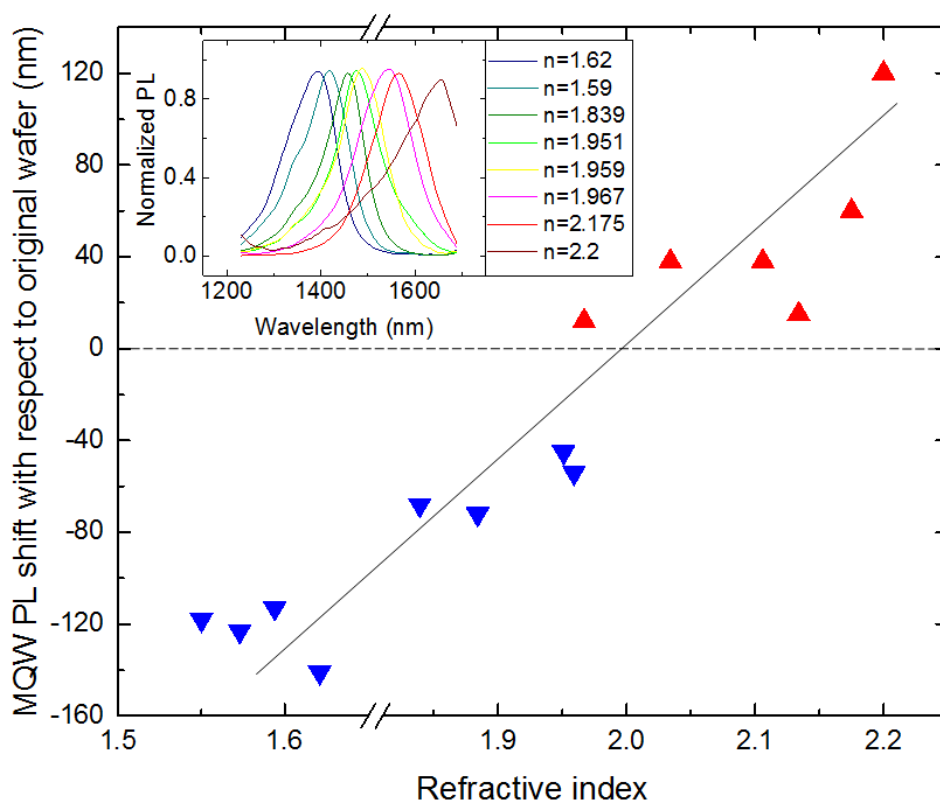 MQW PL shift with respect to original wafer (nm)
120
80
40
0
-40
-80
-120
-160
1.5
1.6
1.9
2.0
2.1
2.2
Refractive index
Normalized PL
0.8
0.4
0.0
1200
1400
1600
Wavelength (nm)
n=1.62
n=1.59
n=1.839
n=1.951
n=1.959
n=1.967
n=2.175
n=2.2